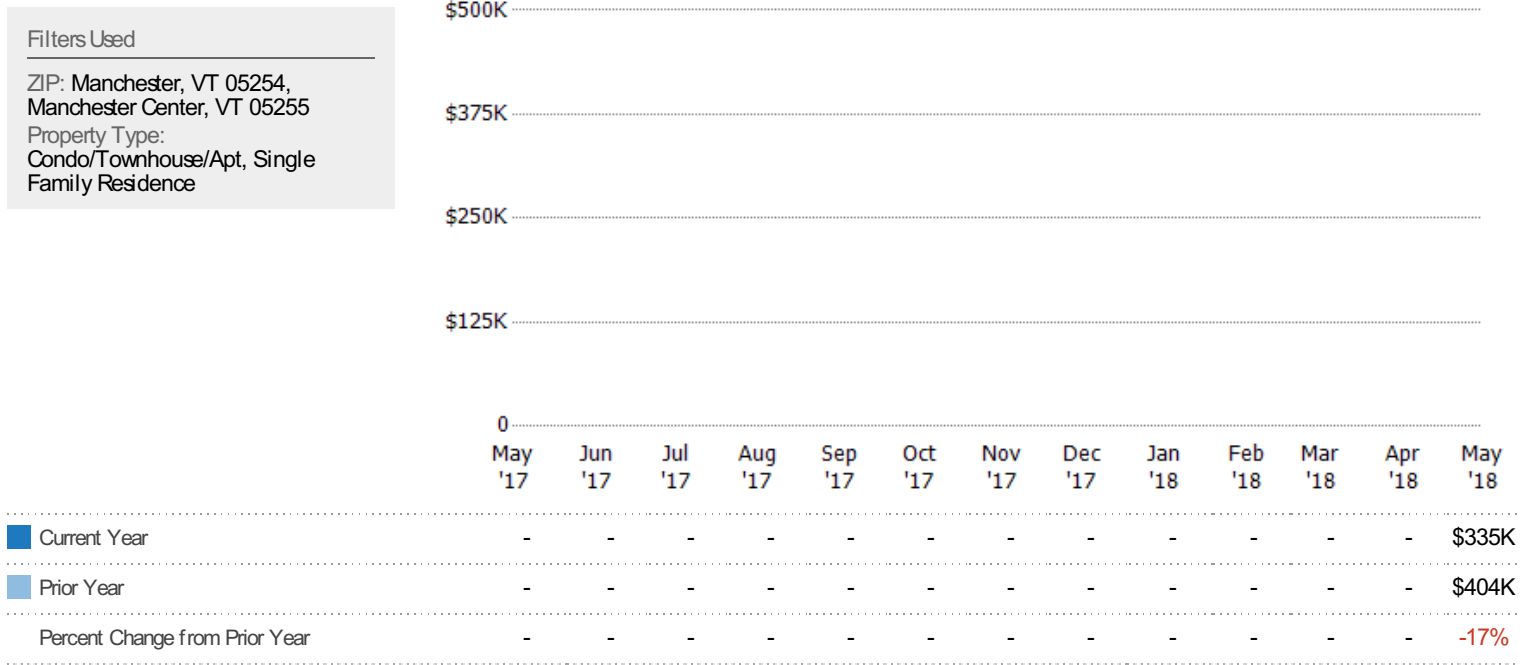 Filters Used
ZIP: Manchester, VT 05254,
Manchester Center, VT 05255
Property Type:
Condo/Townhouse/Apt, Single
Family Residence
$500K
$375K
$250K
$125K
0
May Jun Jul Aug Sep Oct Nov Dec Jan Feb Mar Apr May
'17 '17 '17 '17 '17 '17 '17 '17 '18 '18 '18 '18 '18
Current Year - - - - - - - - - - - - $335K
Prior Year - - - - - - - - - - - - $404K
Percent Change from Prior Year - - - - - - - - - - - - -17%